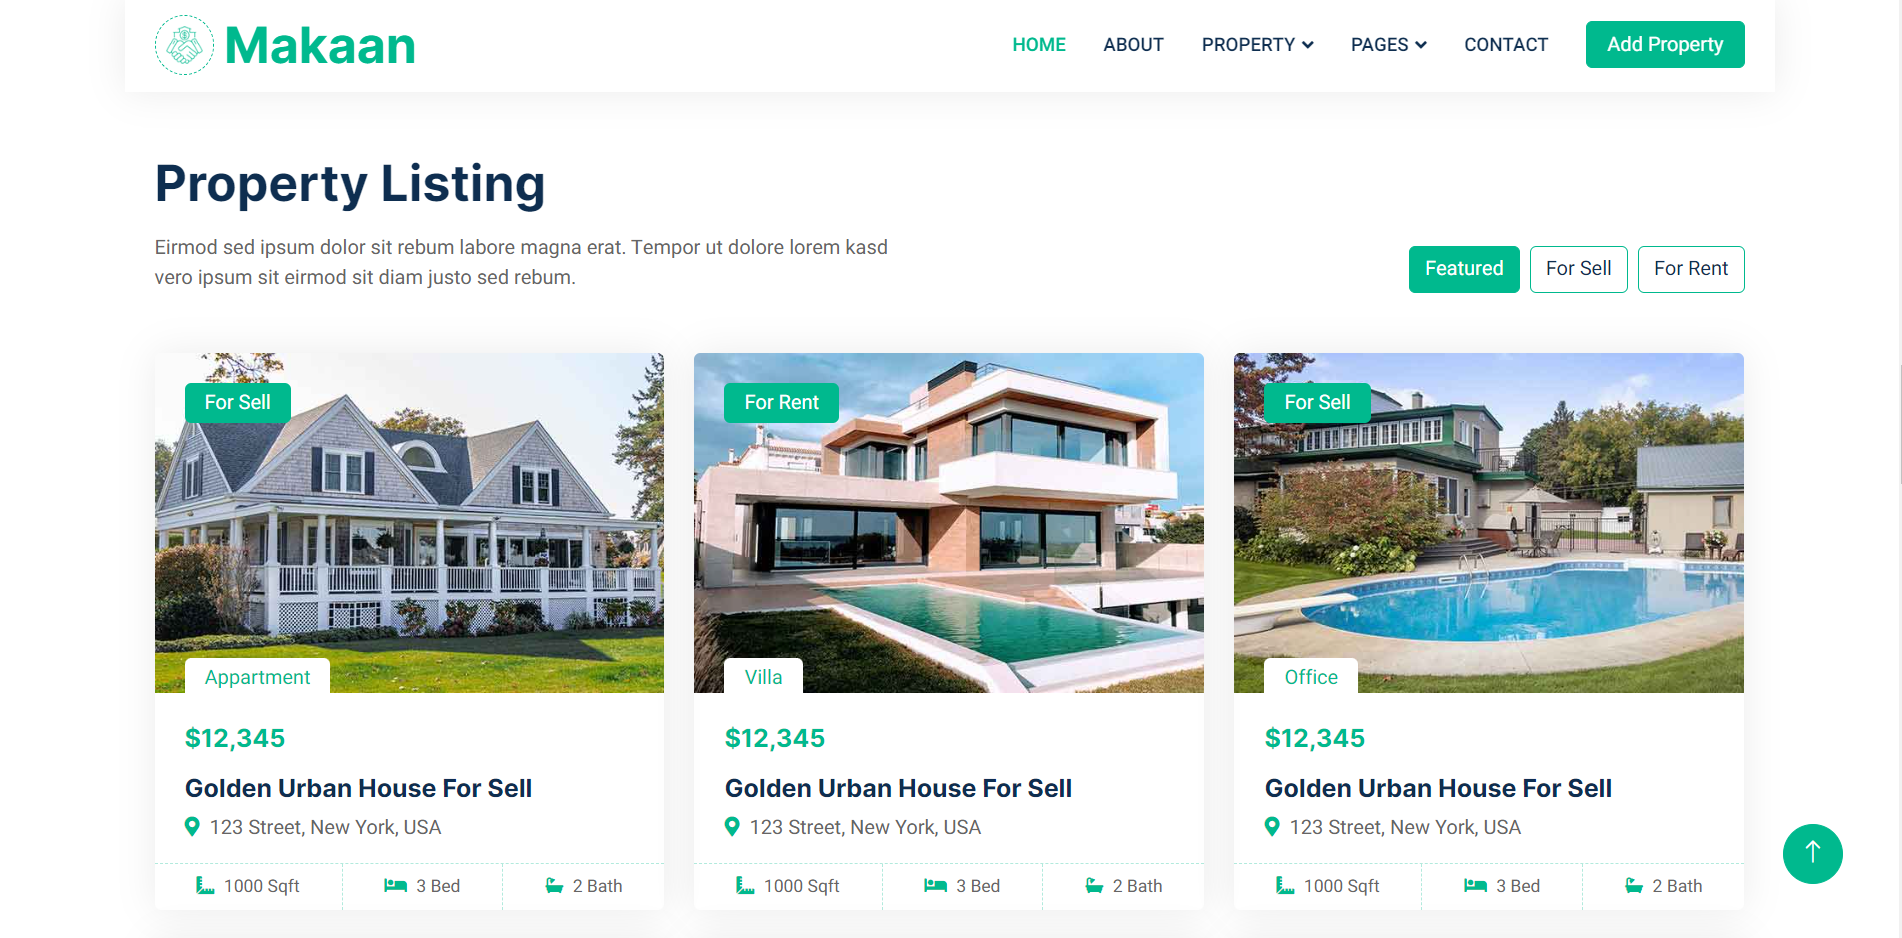 Makaan
HOME ABOUT PROPERTY PAGES CONTACT Add Property
Property Listing
Eirmod sed ipsum dolor sit rebum labore magna erat. Tempor ut dolore lorem kasd
vero ipsum sit eirmod sit diam justo sed rebum.
Featured For Sell For Rent
For Sell
Appartment
$12,345
Golden Urban House For Sell
123 Street, New York, USA
1000 Sqft 3 Bed 2 Bath
For Rent
Villa
$12,345
Golden Urban House For Sell
123 Street, New York, USA
1000 Sqft 3 Bed 2 Bath
For Sell
Office
$12,345
Golden Urban House For Sell
123 Street, New York, USA
1000 Sqft 3 Bed 2 Bath